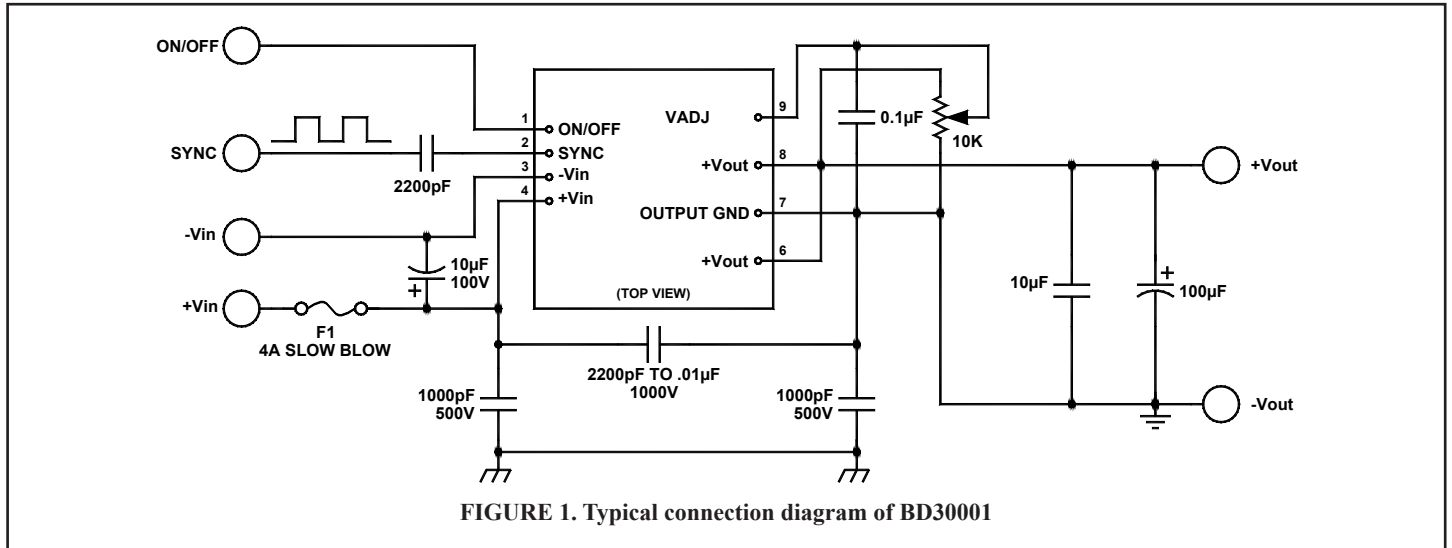 ON/OFF
SYNC
2200pF
-Vin
10µF
100V
+
+Vin
F1
4A SLOW BLOW
1
ON/OFF
2
SYNC
3
-Vin
4
+Vin
VADJ
9
+Vout
8
OUTPUT GND
7
+Vout
6
(TOP VIEW)
0.1µF
10K
+Vout
10µF
+
100µF
-Vout
2200pF TO .01µF
1000V
1000pF
500V
1000pF
500V
FIGURE 1. Typical connection diagram of BD30001